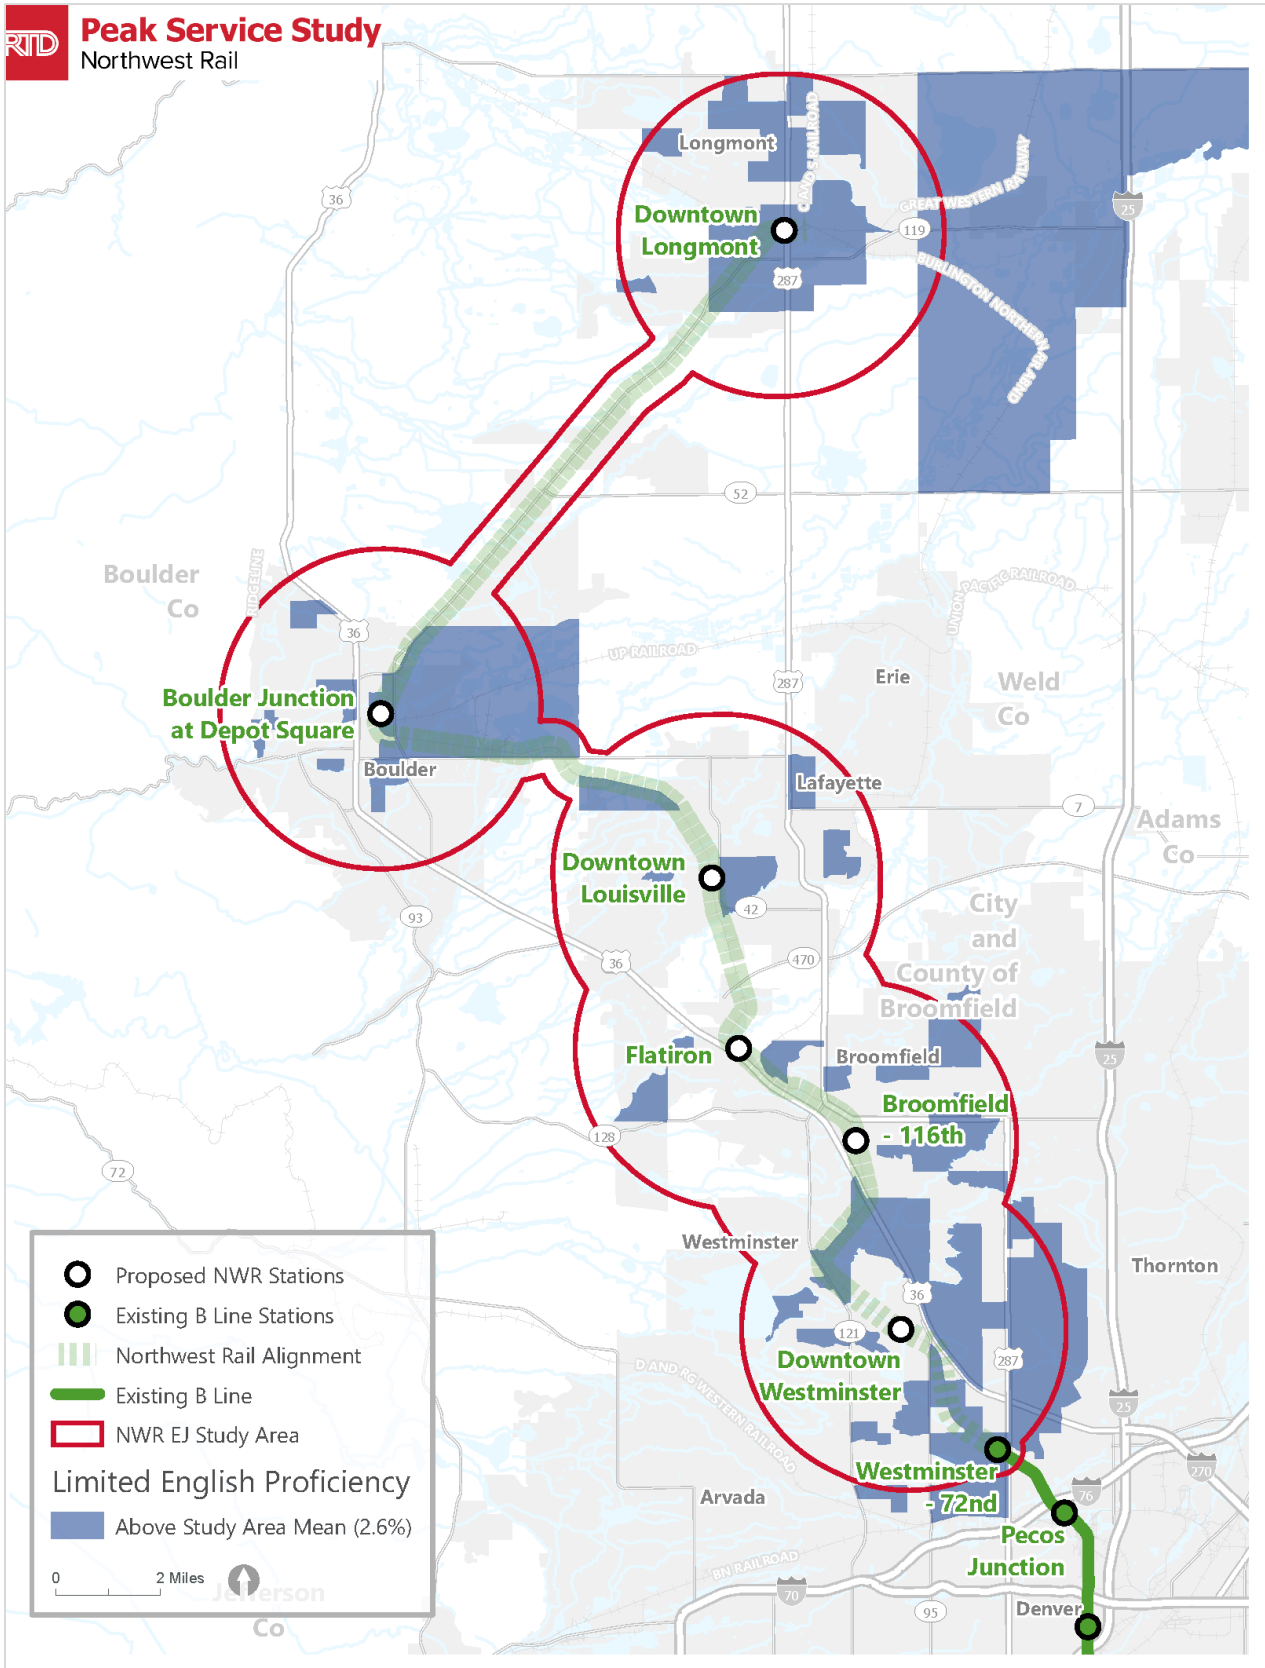 RTD
Peak Service Study
Northwest Rail
Longmont
C AND S RAILROAD
GREAT WESTERN RAILWAY
36
25
Downtown
Longmont
119
287
BURLINGTON NORTHERN RR ABND
52
Boulder
Co
RIDGELINE
36
UP RAILROAD
UNION PACIFIC RAILROAD
287
Erie
Weld
Co
Boulder Junction
at Depot Square
Boulder
Lafayette
7
Adams
Co
Downtown
Louisville
42
93
36
470
City
and
County of
Broomfield
Flatiron
Broomfield
25
Broomfield
- 116th
128
72
Westminster
Thornton
36
121
287
Downtown
Westminster
D AND RG WESTERN RAILROAD
25
270
Westminster
- 72nd
76
Arvada
Pecos
Junction
BN RAILROAD
70
95
Denver
Proposed NWR Stations
Existing B Line Stations
Northwest Rail Alignment
Existing B Line
NWR EJ Study Area
Limited English Proficiency
Above Study Area Mean (2.6%)
0
2 Miles
Jefferson
Co